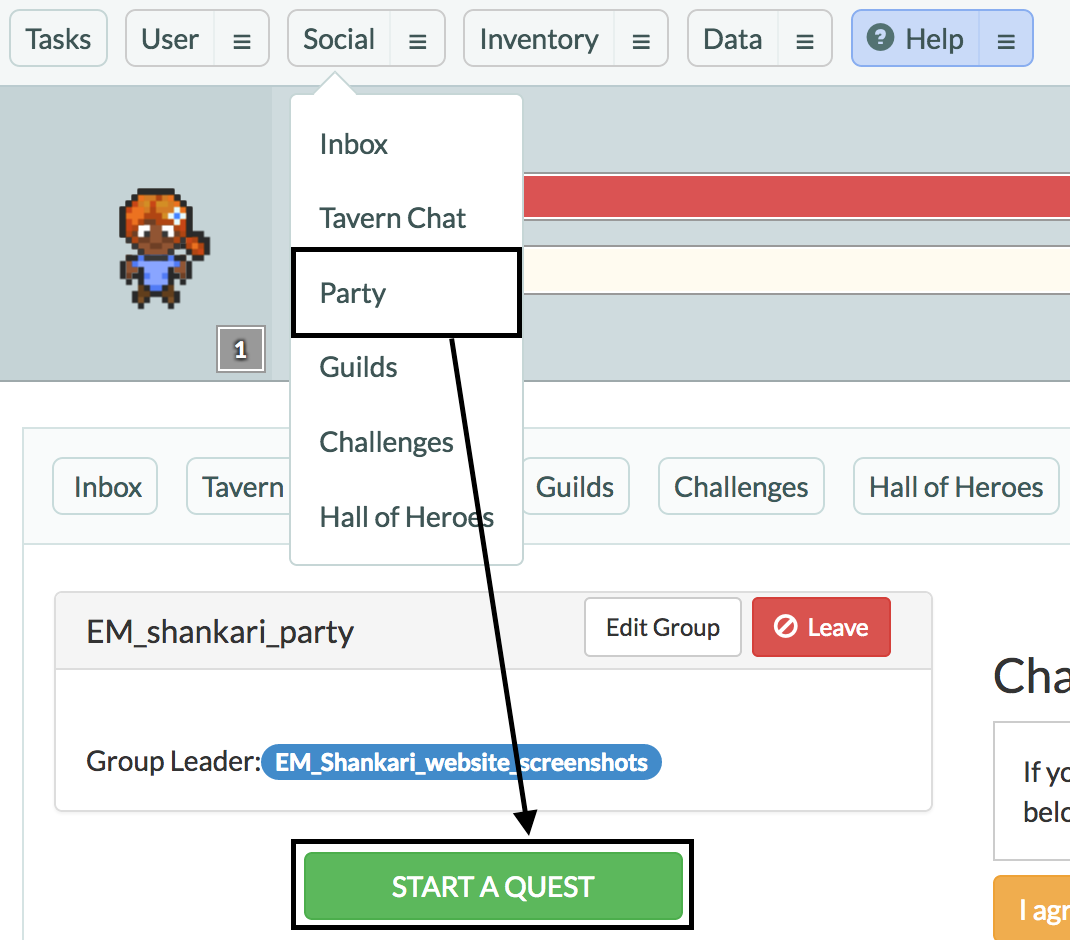 Tasks User Social Inventory Data Help
Inbox
Tavern Chat
Party
1
Guilds
Challenges
Inbox Tavern Guilds Challenges Hall of Heroes
Hall of Heroes
EM_shankari_party Edit Group Leave
Cha
Group Leader: EM_Shankari_website_screenshots
If yo
belo
START A QUEST
I agr